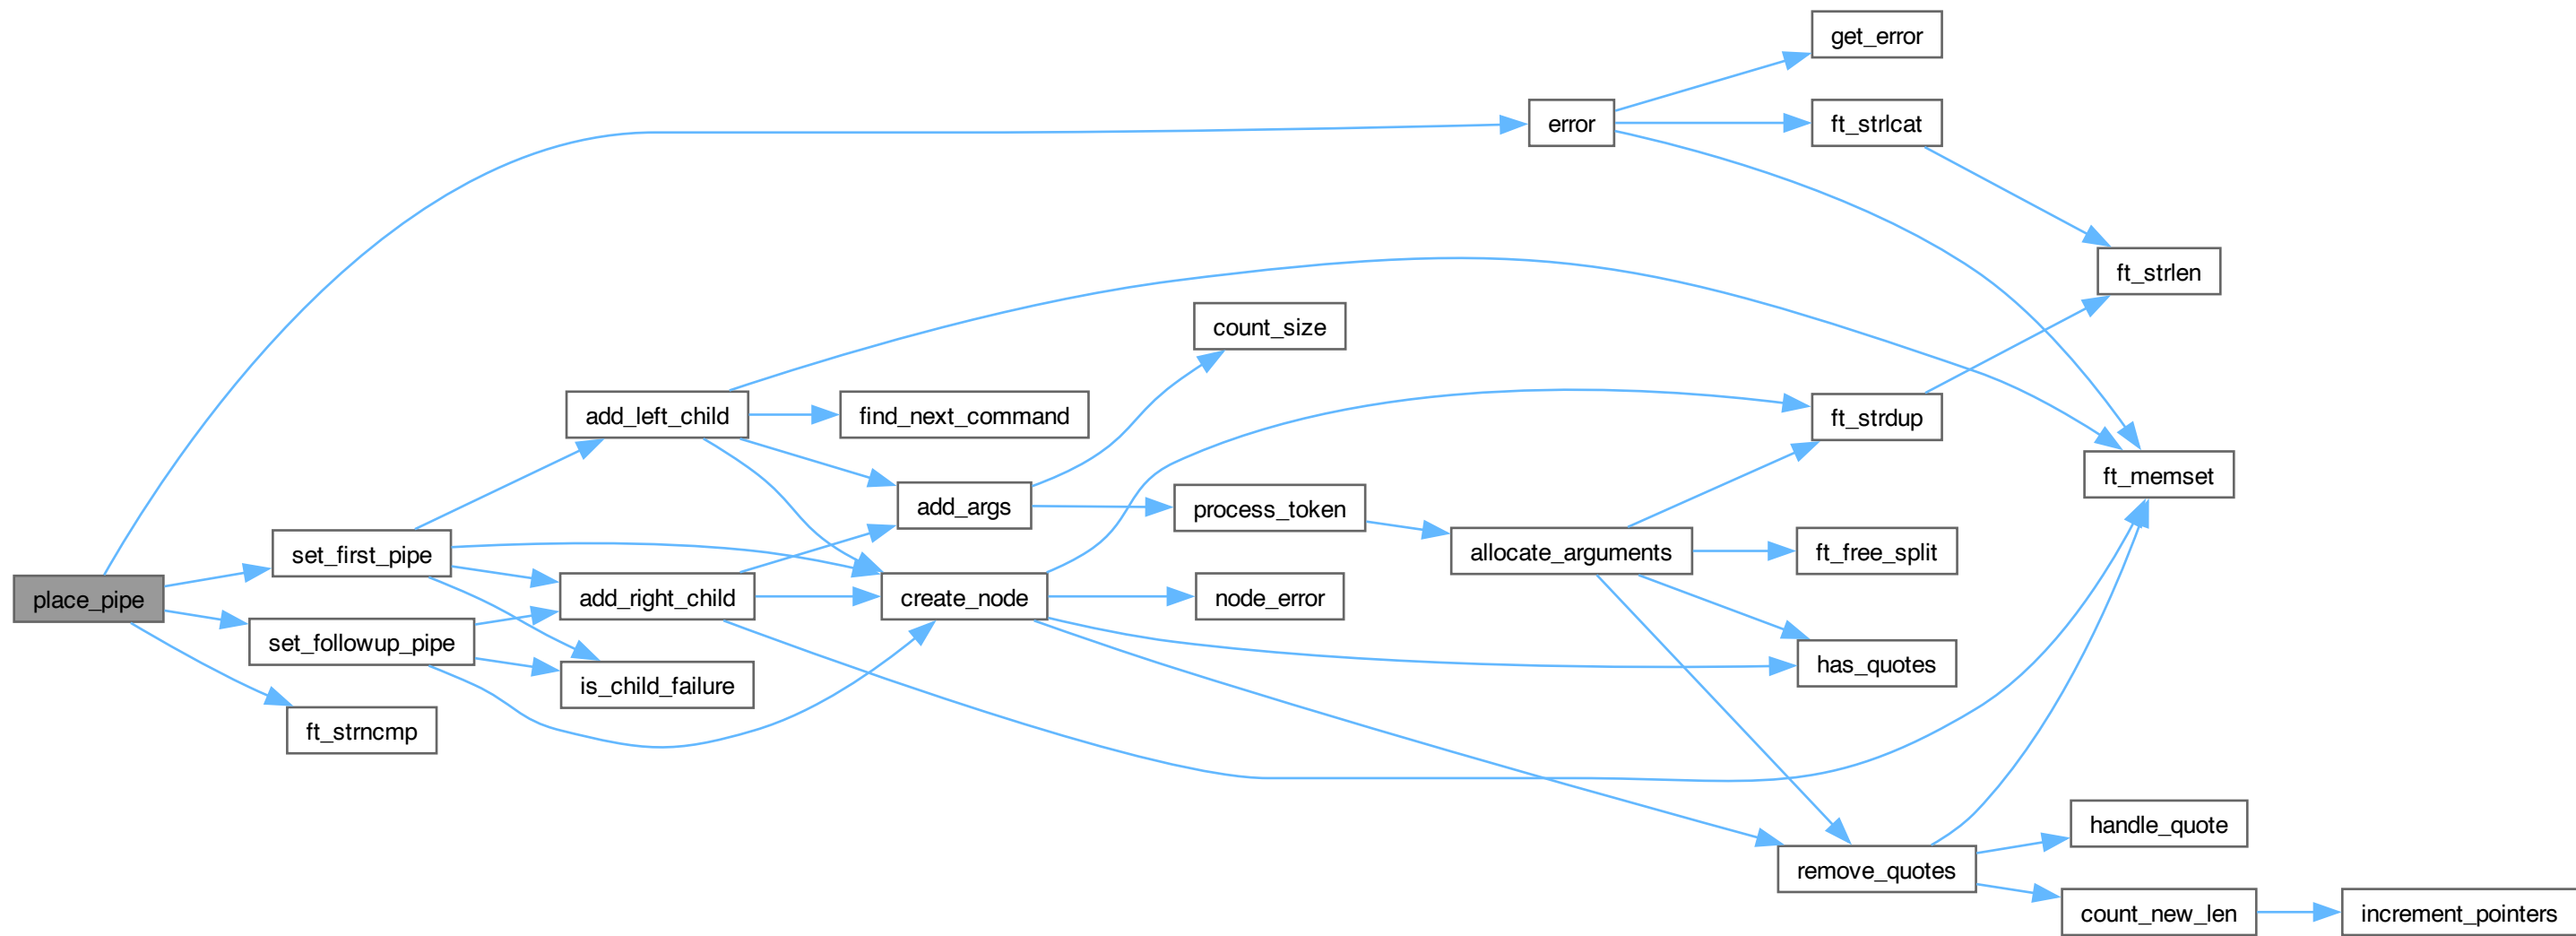 get_error
error
ft_strlcat
ft_strlen
count_size
add_left_child
find_next_command
ft_strdup
ft_memset
add_args
process_token
set_first_pipe
allocate_arguments
ft_free_split
place_pipe
add_right_child
create_node
node_error
set_followup_pipe
has_quotes
is_child_failure
ft_strncmp
handle_quote
remove_quotes
count_new_len
increment_pointers